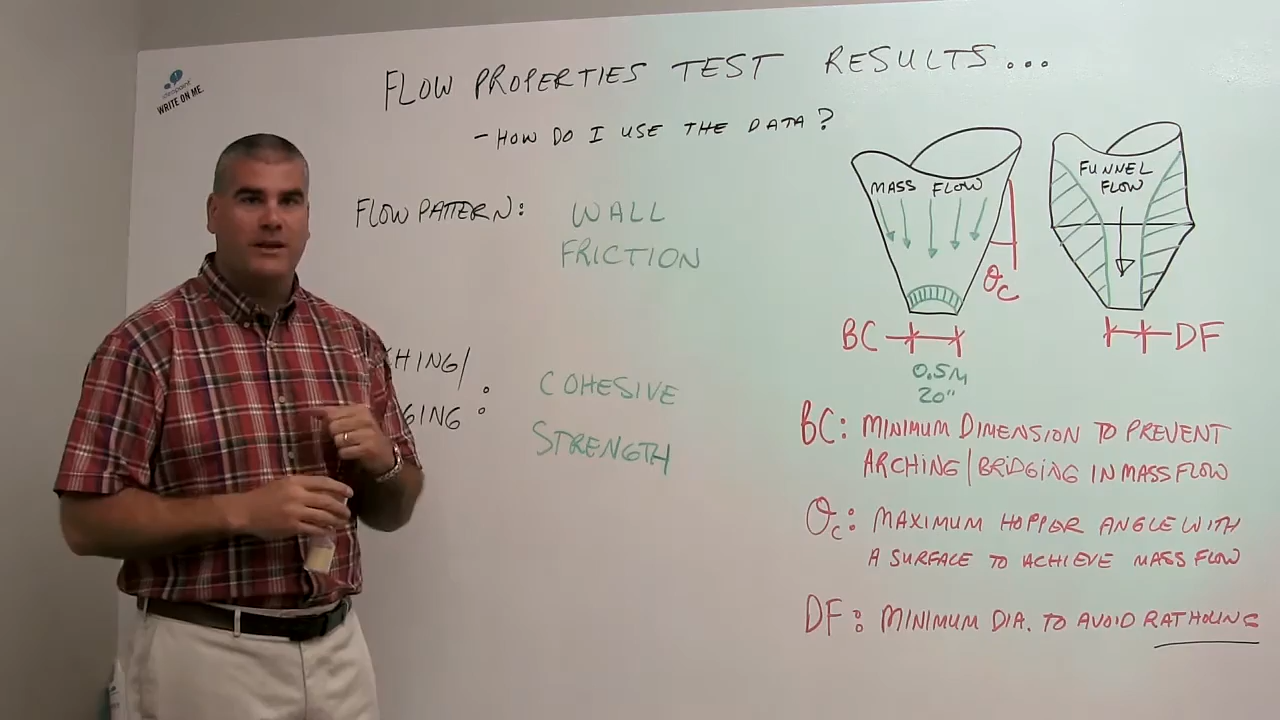 WRITE ON ME.
FLOW PROPERTIES TEST RESULTS...
- HOW DO I USE THE DATA?
FLOW PATTERN: WALL
FRICTION
HING/
GING : COHESIVE
STRENGTH
MASS FLOW
θc
BC
0.5M
20"
FUNNEL
FLOW
DF
BC: MINIMUM DIMENSION TO PREVENT
ARCHING/BRIDGING IN MASS FLOW
θc: MAXIMUM HOPPER ANGLE WITH
A SURFACE TO ACHIEVE MASS FLOW
DF: MINIMUM DIA. TO AVOID RATHOLING